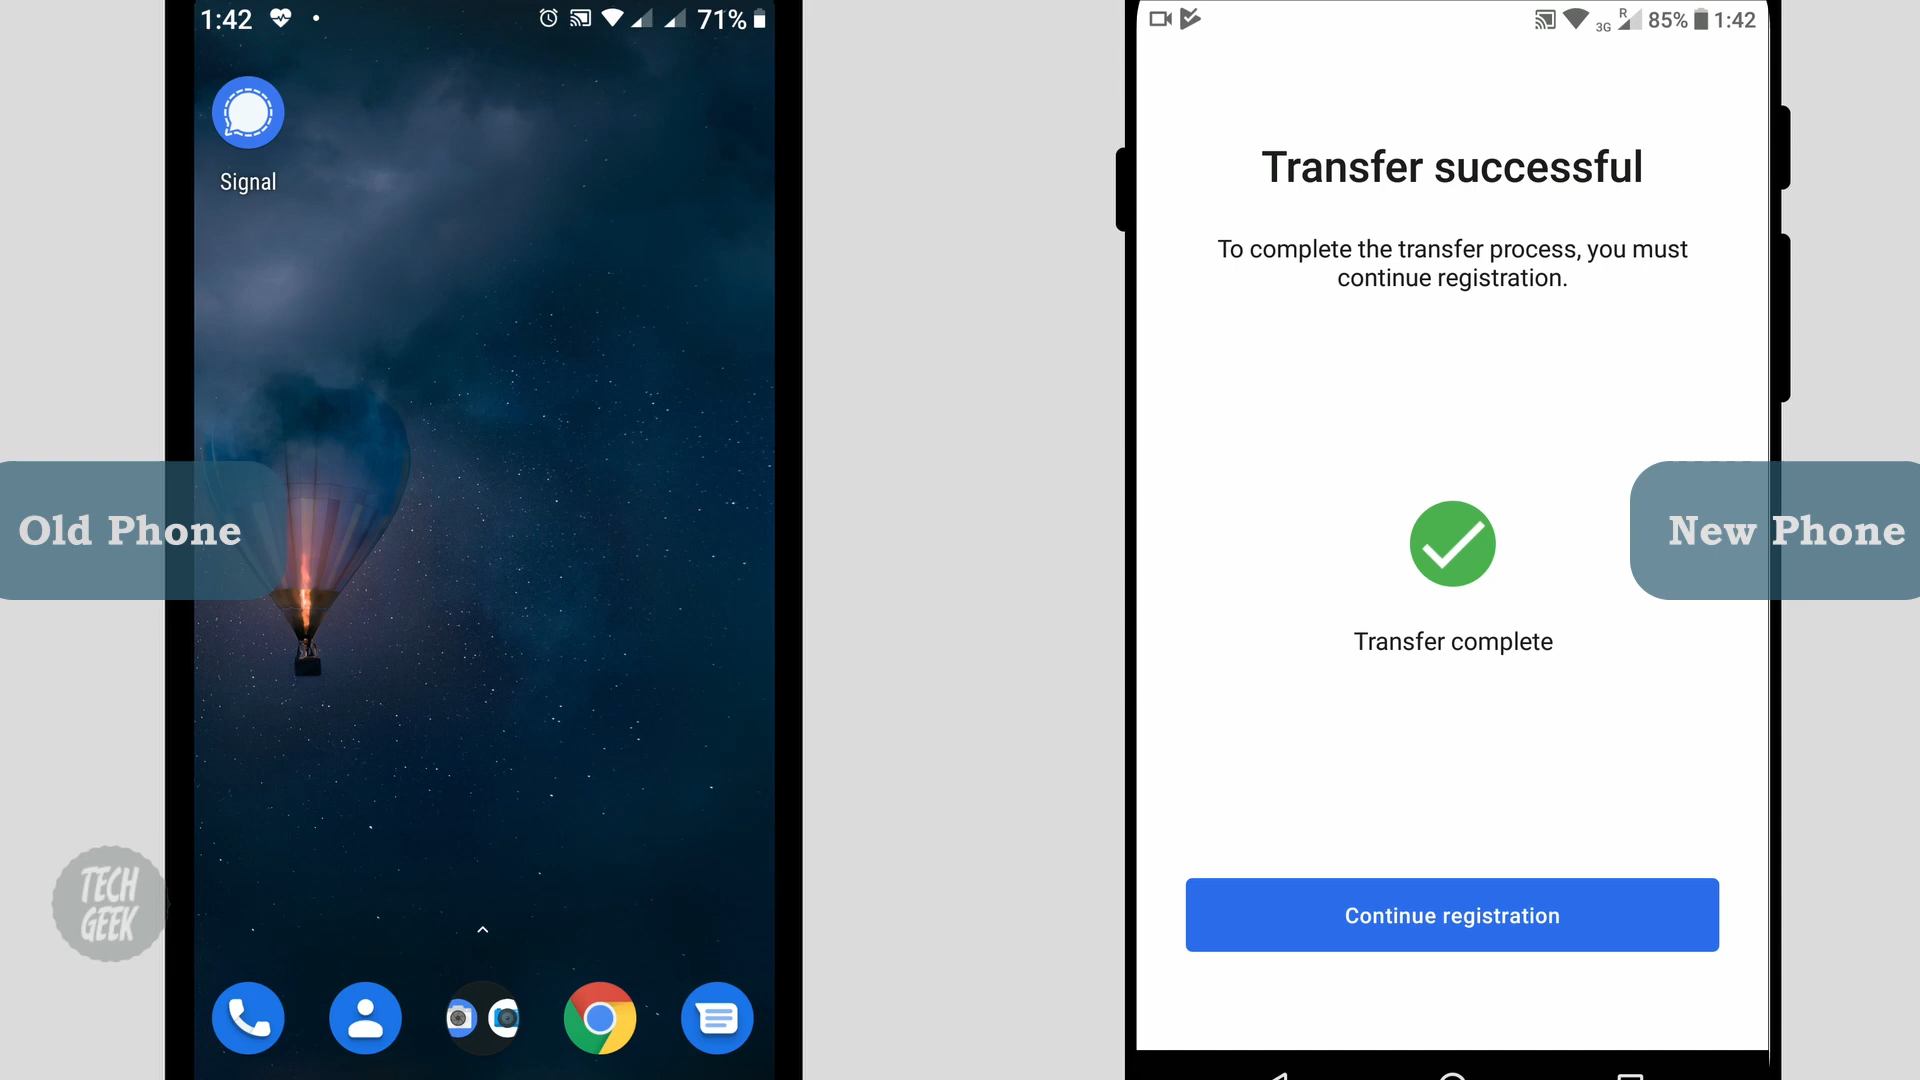 1:42
71%
Signal
Old Phone
TECH
GEEK
3G
R
85%
1:42
Transfer successful
To complete the transfer process, you must
continue registration.
New Phone
Transfer complete
Continue registration